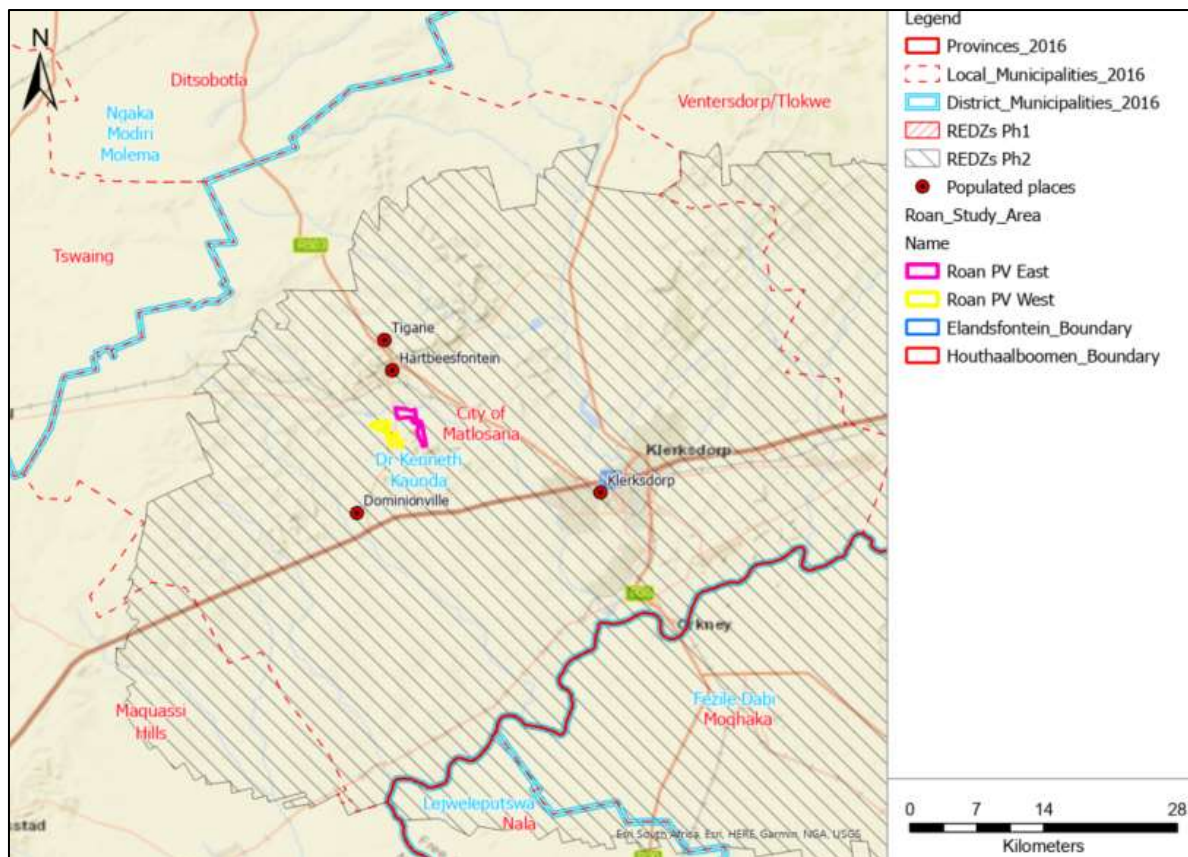 N
Ditsobotla
Ngaka
Modiri
Molema
Ventersdorp/Tlokwe
Tswaing
Tigane
Hartbeesfontein
City of
Matlosana
Dr Kenneth
Kaunda
Klerksdorp
Klerksdorp
Dominionville
Orkney
Maquassi
Hills
Fezile Dabi
Moqhaka
Lejweleputswa
Nala
stad
Esri South Africa, Esri, HERE, Garmin, NGA, USGS
Legend
Provinces_2016
Local_Municipalities_2016
District_Municipalities_2016
REDZs Ph1
REDZs Ph2
Populated places
Roan_Study_Area
Name
Roan PV East
Roan PV West
Elandsfontein_Boundary
Houthaalboomen_Boundary
0 7 14 28
Kilometers